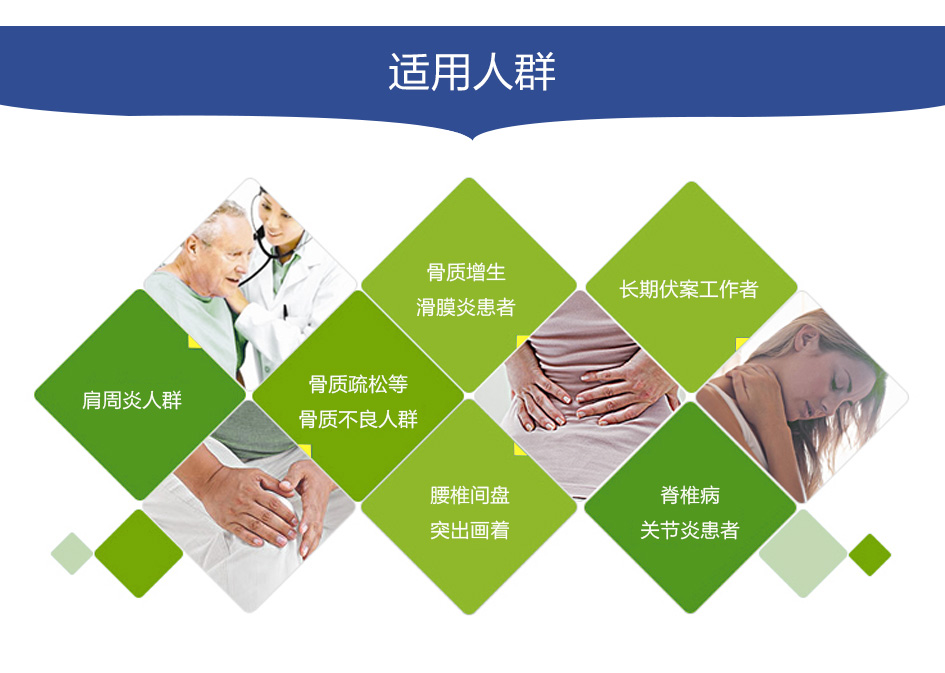 适用人群
骨质增生
滑膜炎患者
长期伏案工作者
肩周炎人群
骨质疏松等
骨质不良人群
腰椎间盘
突出画着
脊椎病
关节炎患者